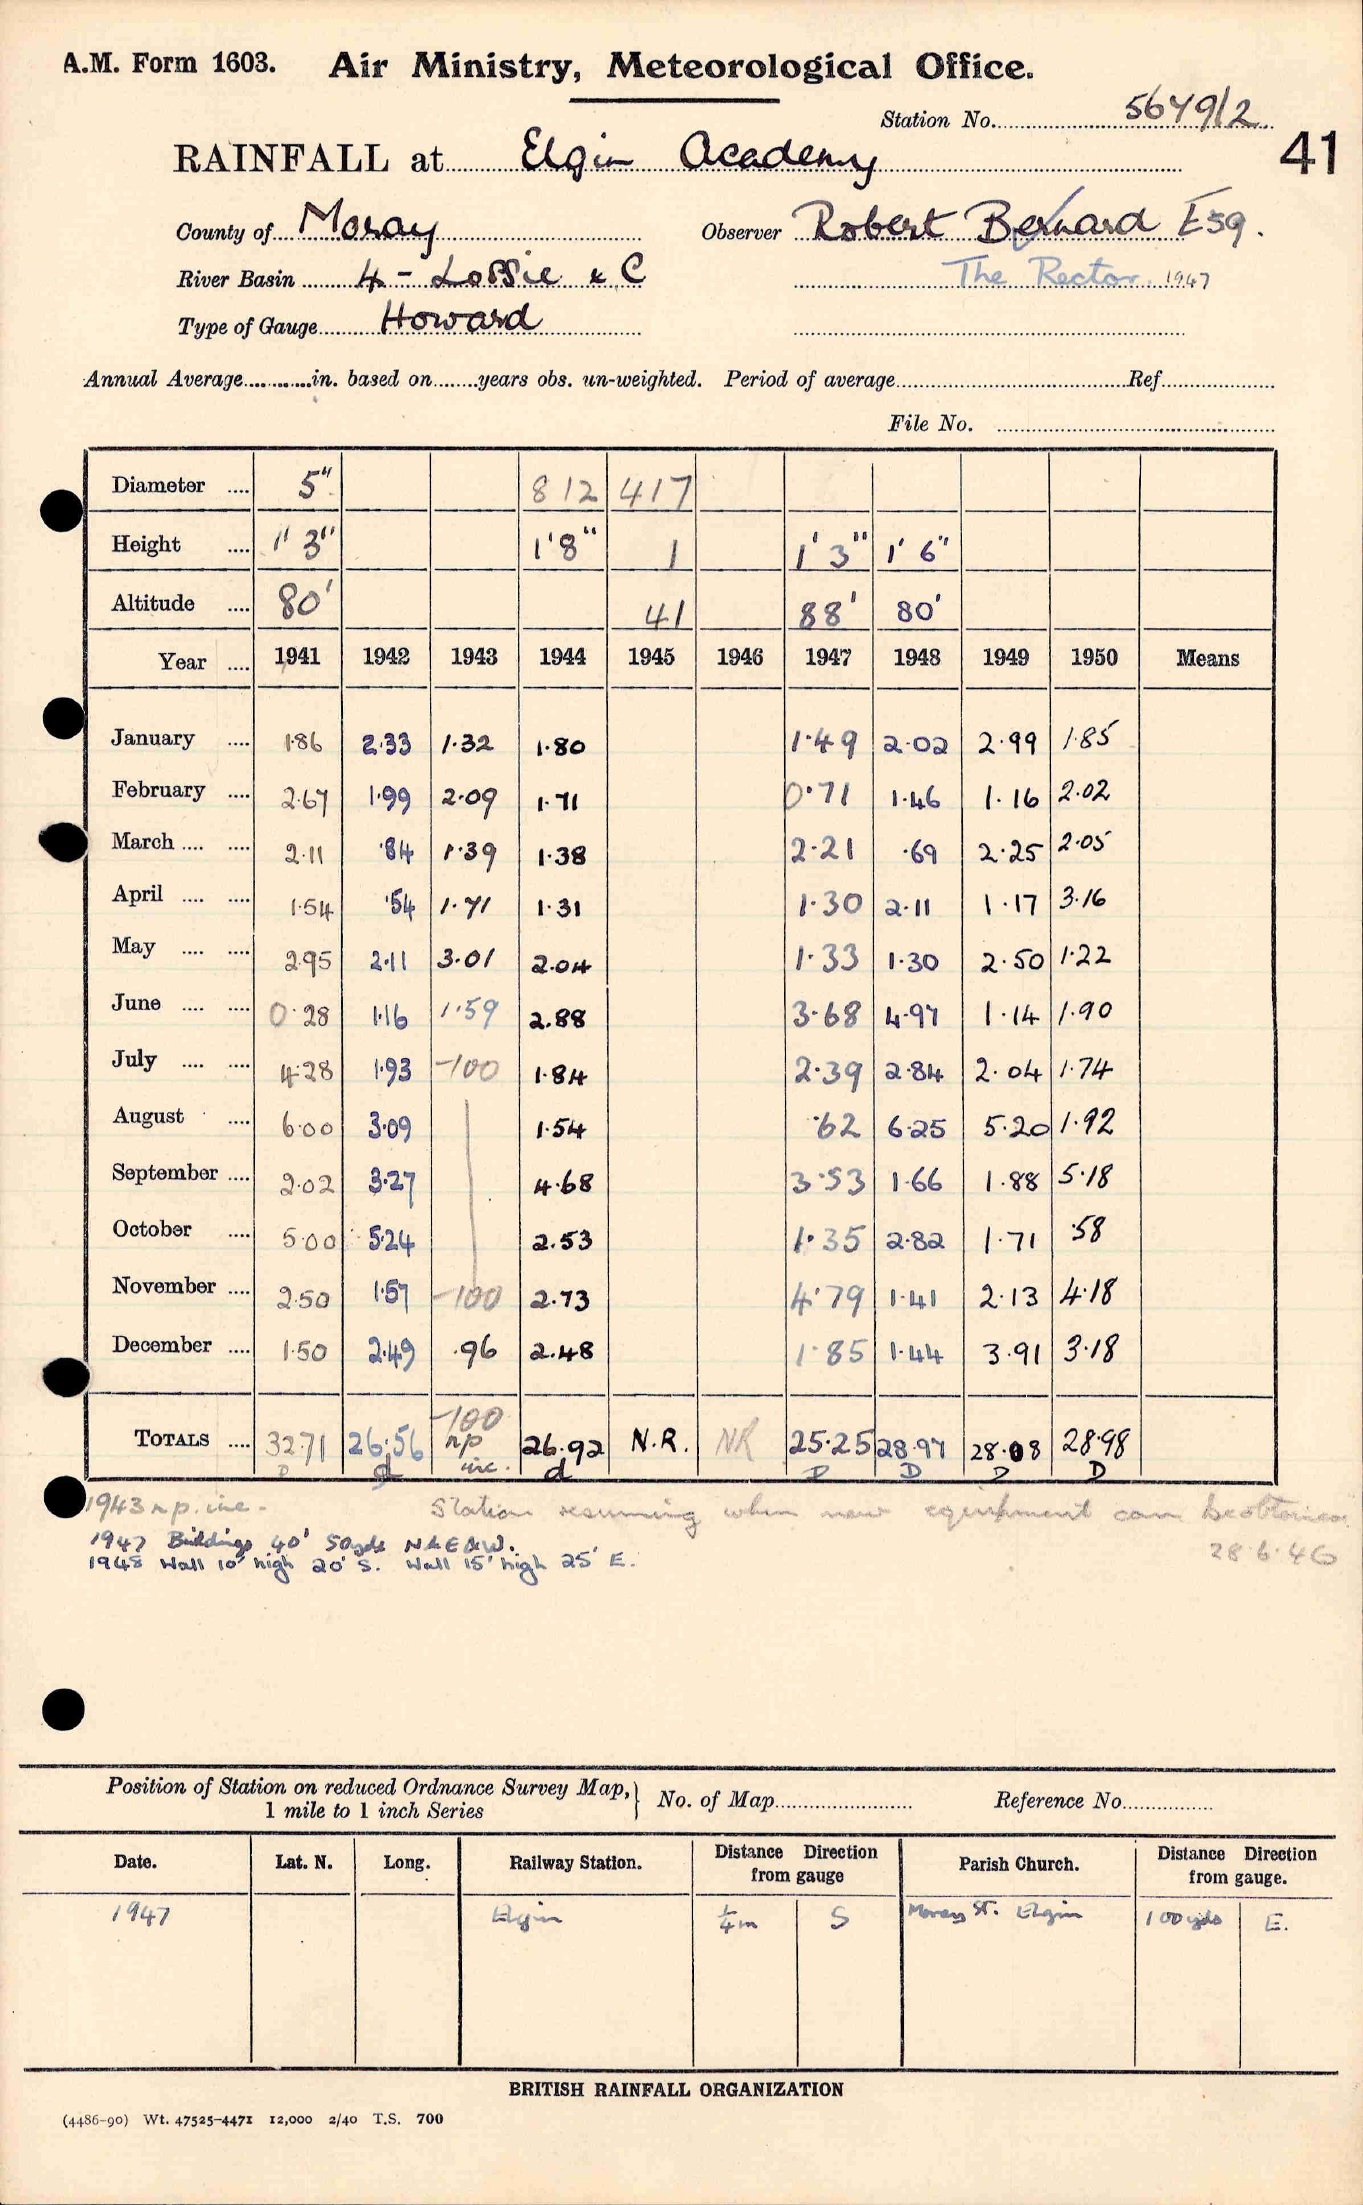 A.M. Form 1603. Air Ministry, Meteorological Office.
Station No. 5649/2
41
RAINFALL at Elgin Academy
County of Moray Observer Robert Bernard Esq.
River Basin 4 - Lossie & C The Rector. 1947
Type of Gauge Howard
Annual Average in. based on years obs. un-weighted. Period of average Ref
File No.
Diameter 5" 812 417
Height 1' 3" 1'8" 1 1' 3" 1' 6"
Altitude 80' 41 88' 80'
Year 1941 1942 1943 1944 1945 1946 1947 1948 1949 1950 Means
January 1.86 2.33 1.32 1.80 1.49 2.02 2.99 1.85
February 2.67 1.99 2.09 1.71 0.71 1.46 1.16 2.02
March 2.11 .84 1.39 1.38 2.21 .69 2.25 2.05
April 1.54 .54 1.71 1.31 1.30 2.11 1.17 3.16
May 2.95 2.11 3.01 2.04 1.33 1.30 2.50 1.22
June 0.28 1.16 1.59 2.88 3.68 4.97 1.14 1.90
July 4.28 1.93 -100 1.84 2.39 2.84 2.04 1.74
August 6.00 3.09 1.54 .62 6.25 5.20 1.92
September 2.02 3.27 4.68 3.53 1.66 1.88 5.18
October 5.00 5.24 2.53 1.35 2.82 1.71 .58
November 2.50 1.57 -100 2.73 4.79 1.41 2.13 4.18
December 1.50 2.49 .96 2.48 1.85 1.44 3.91 3.18
-100
TOTALS 32.71 26.56 np 26.92 N.R. NR 25.25 28.97 28.08 28.98
D d inc. d D D D D
1943 np. inc. Station resuming when new equipment can be obtained
28.6.46
1947 Buildings 40' 50yds N & E & W.
1948 Wall 10' high 20' S. Wall 15' high 25' E.
Position of Station on reduced Ordnance Survey Map,
1 mile to 1 inch Series
No. of Map Reference No.
Date. Lat. N. Long. Railway Station. Distance from gauge Direction Parish Church. Distance from gauge. Direction
1947 Elgin ¼m S Moray St. Elgin 100yds E.
BRITISH RAINFALL ORGANIZATION
(4486-90) Wt. 47525-4471 12,000 2/40 T.S. 700